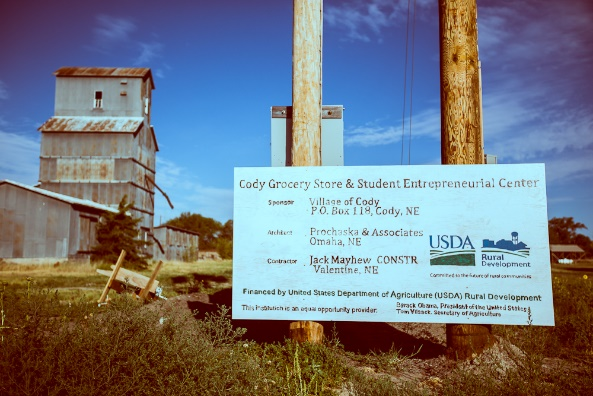 Cody Grocery Store & Student Entrepreneurial Center
Sponsor Village of Cody
P.O. Box 118, Cody, NE
Architect Prochaska & Associates
Omaha, NE
Contractor Jack Mayhew CONSTR
Valentine, NE
USDA Rural Development
Committed to the future of rural communities
Financed by United States Department of Agriculture (USDA) Rural Development
This institution is an equal opportunity provider. Barack Obama, President of the United States
Tom Vilsack, Secretary of Agriculture